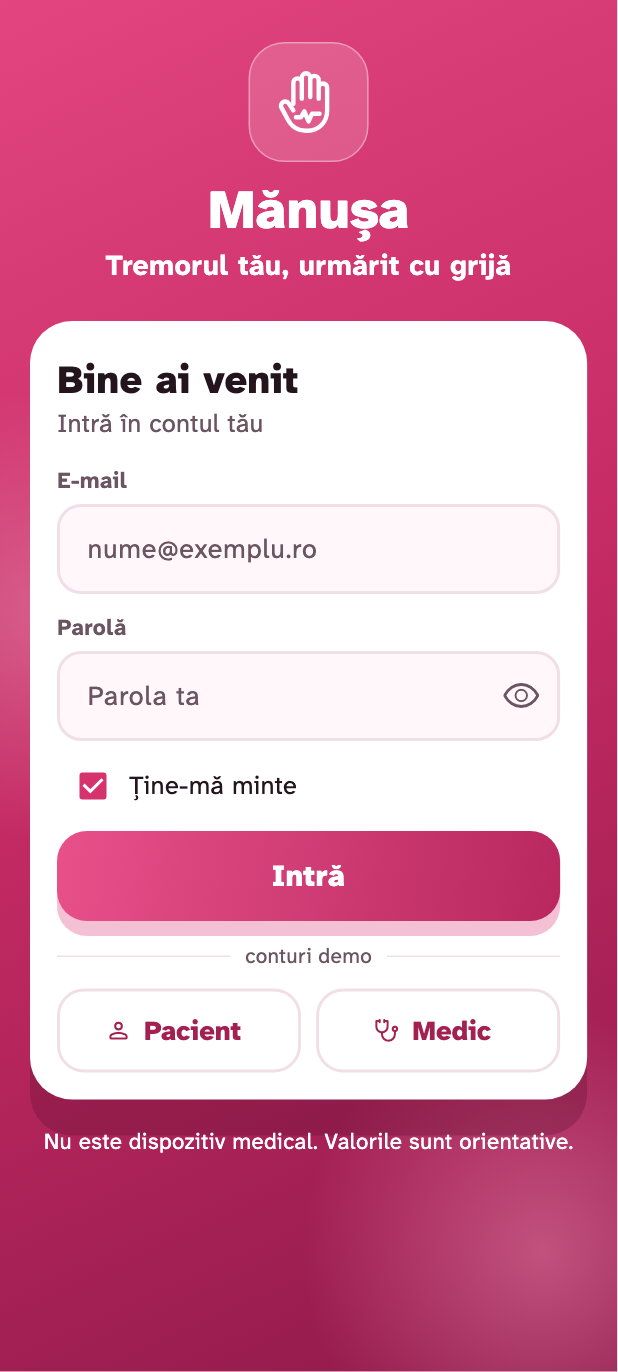 Mănușa
Tremorul tău, urmărit cu grijă
Bine ai venit
Intră în contul tău
E-mail
nume@exemplu.ro
Parolă
Parola ta
Ține-mă minte
Intră
conturi demo
Pacient
Medic
Nu este dispozitiv medical. Valorile sunt orientative.